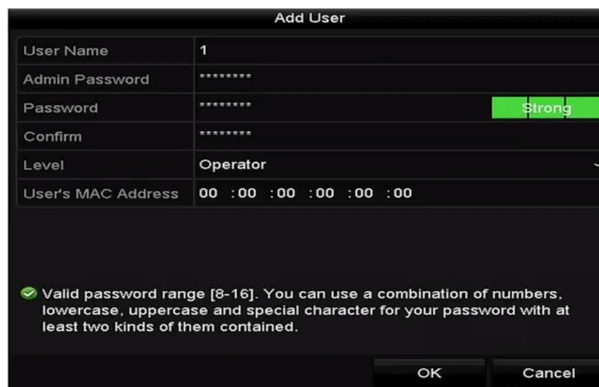 Add User
User Name 1
Admin Password ********
Password ******** Strong
Confirm ********
Level Operator
User's MAC Address 00 :00 :00 :00 :00 :00
Valid password range [8-16]. You can use a combination of numbers,
lowercase, uppercase and special character for your password with at
least two kinds of them contained.
OK Cancel